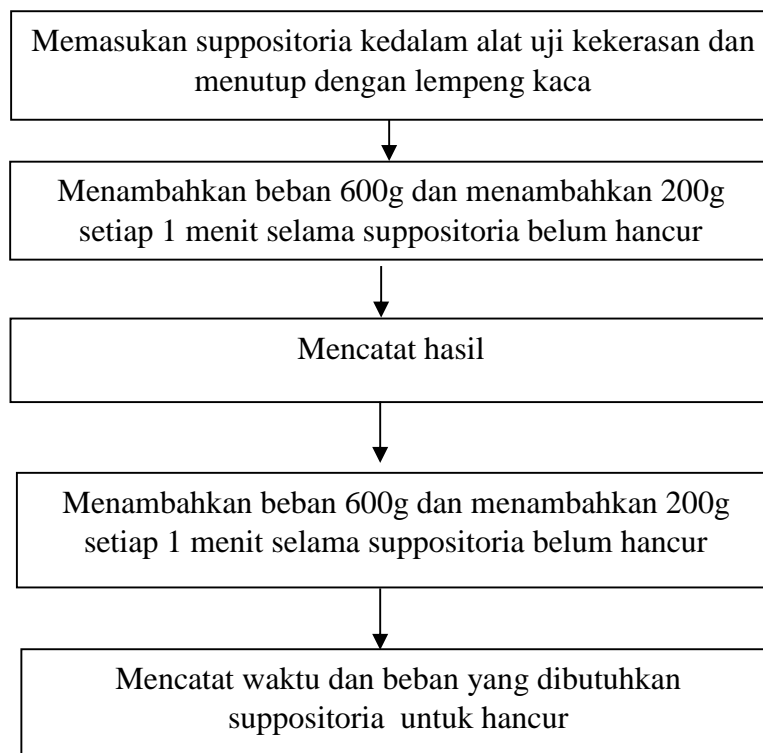 Memasukan suppositoria kedalam alat uji kekerasan dan
menutup dengan lempeng kaca
Menambahkan beban 600g dan menambahkan 200g
setiap 1 menit selama suppositoria belum hancur
Mencatat hasil
Menambahkan beban 600g dan menambahkan 200g
setiap 1 menit selama suppositoria belum hancur
Mencatat waktu dan beban yang dibutuhkan
suppositoria untuk hancur